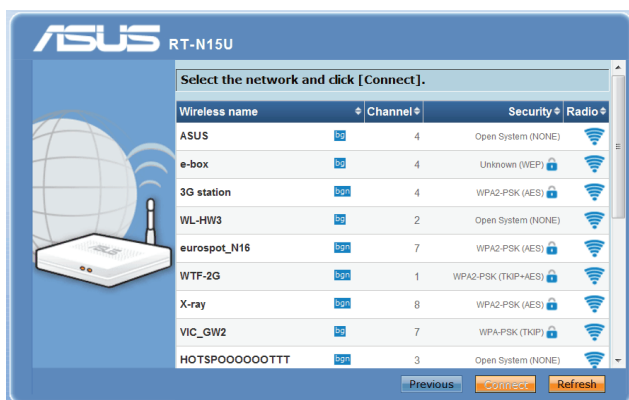 ASUS RT-N15U
Select the network and click [Connect].
Wireless name Channel Security Radio
ASUS bg 4 Open System (NONE)
e-box bg 4 Unknown (WEP)
3G station bgn 4 WPA2-PSK (AES)
WL-HW3 bg 2 Open System (NONE)
eurospot_N16 bgn 7 WPA2-PSK (AES)
WTF-2G bgn 1 WPA2-PSK (TKIP+AES)
X-ray bgn 8 WPA2-PSK (AES)
VIC_GW2 bg 7 WPA-PSK (TKIP)
HOTSPOOOOOOTTT bgn 3 Open System (NONE)
Previous Connect Refresh